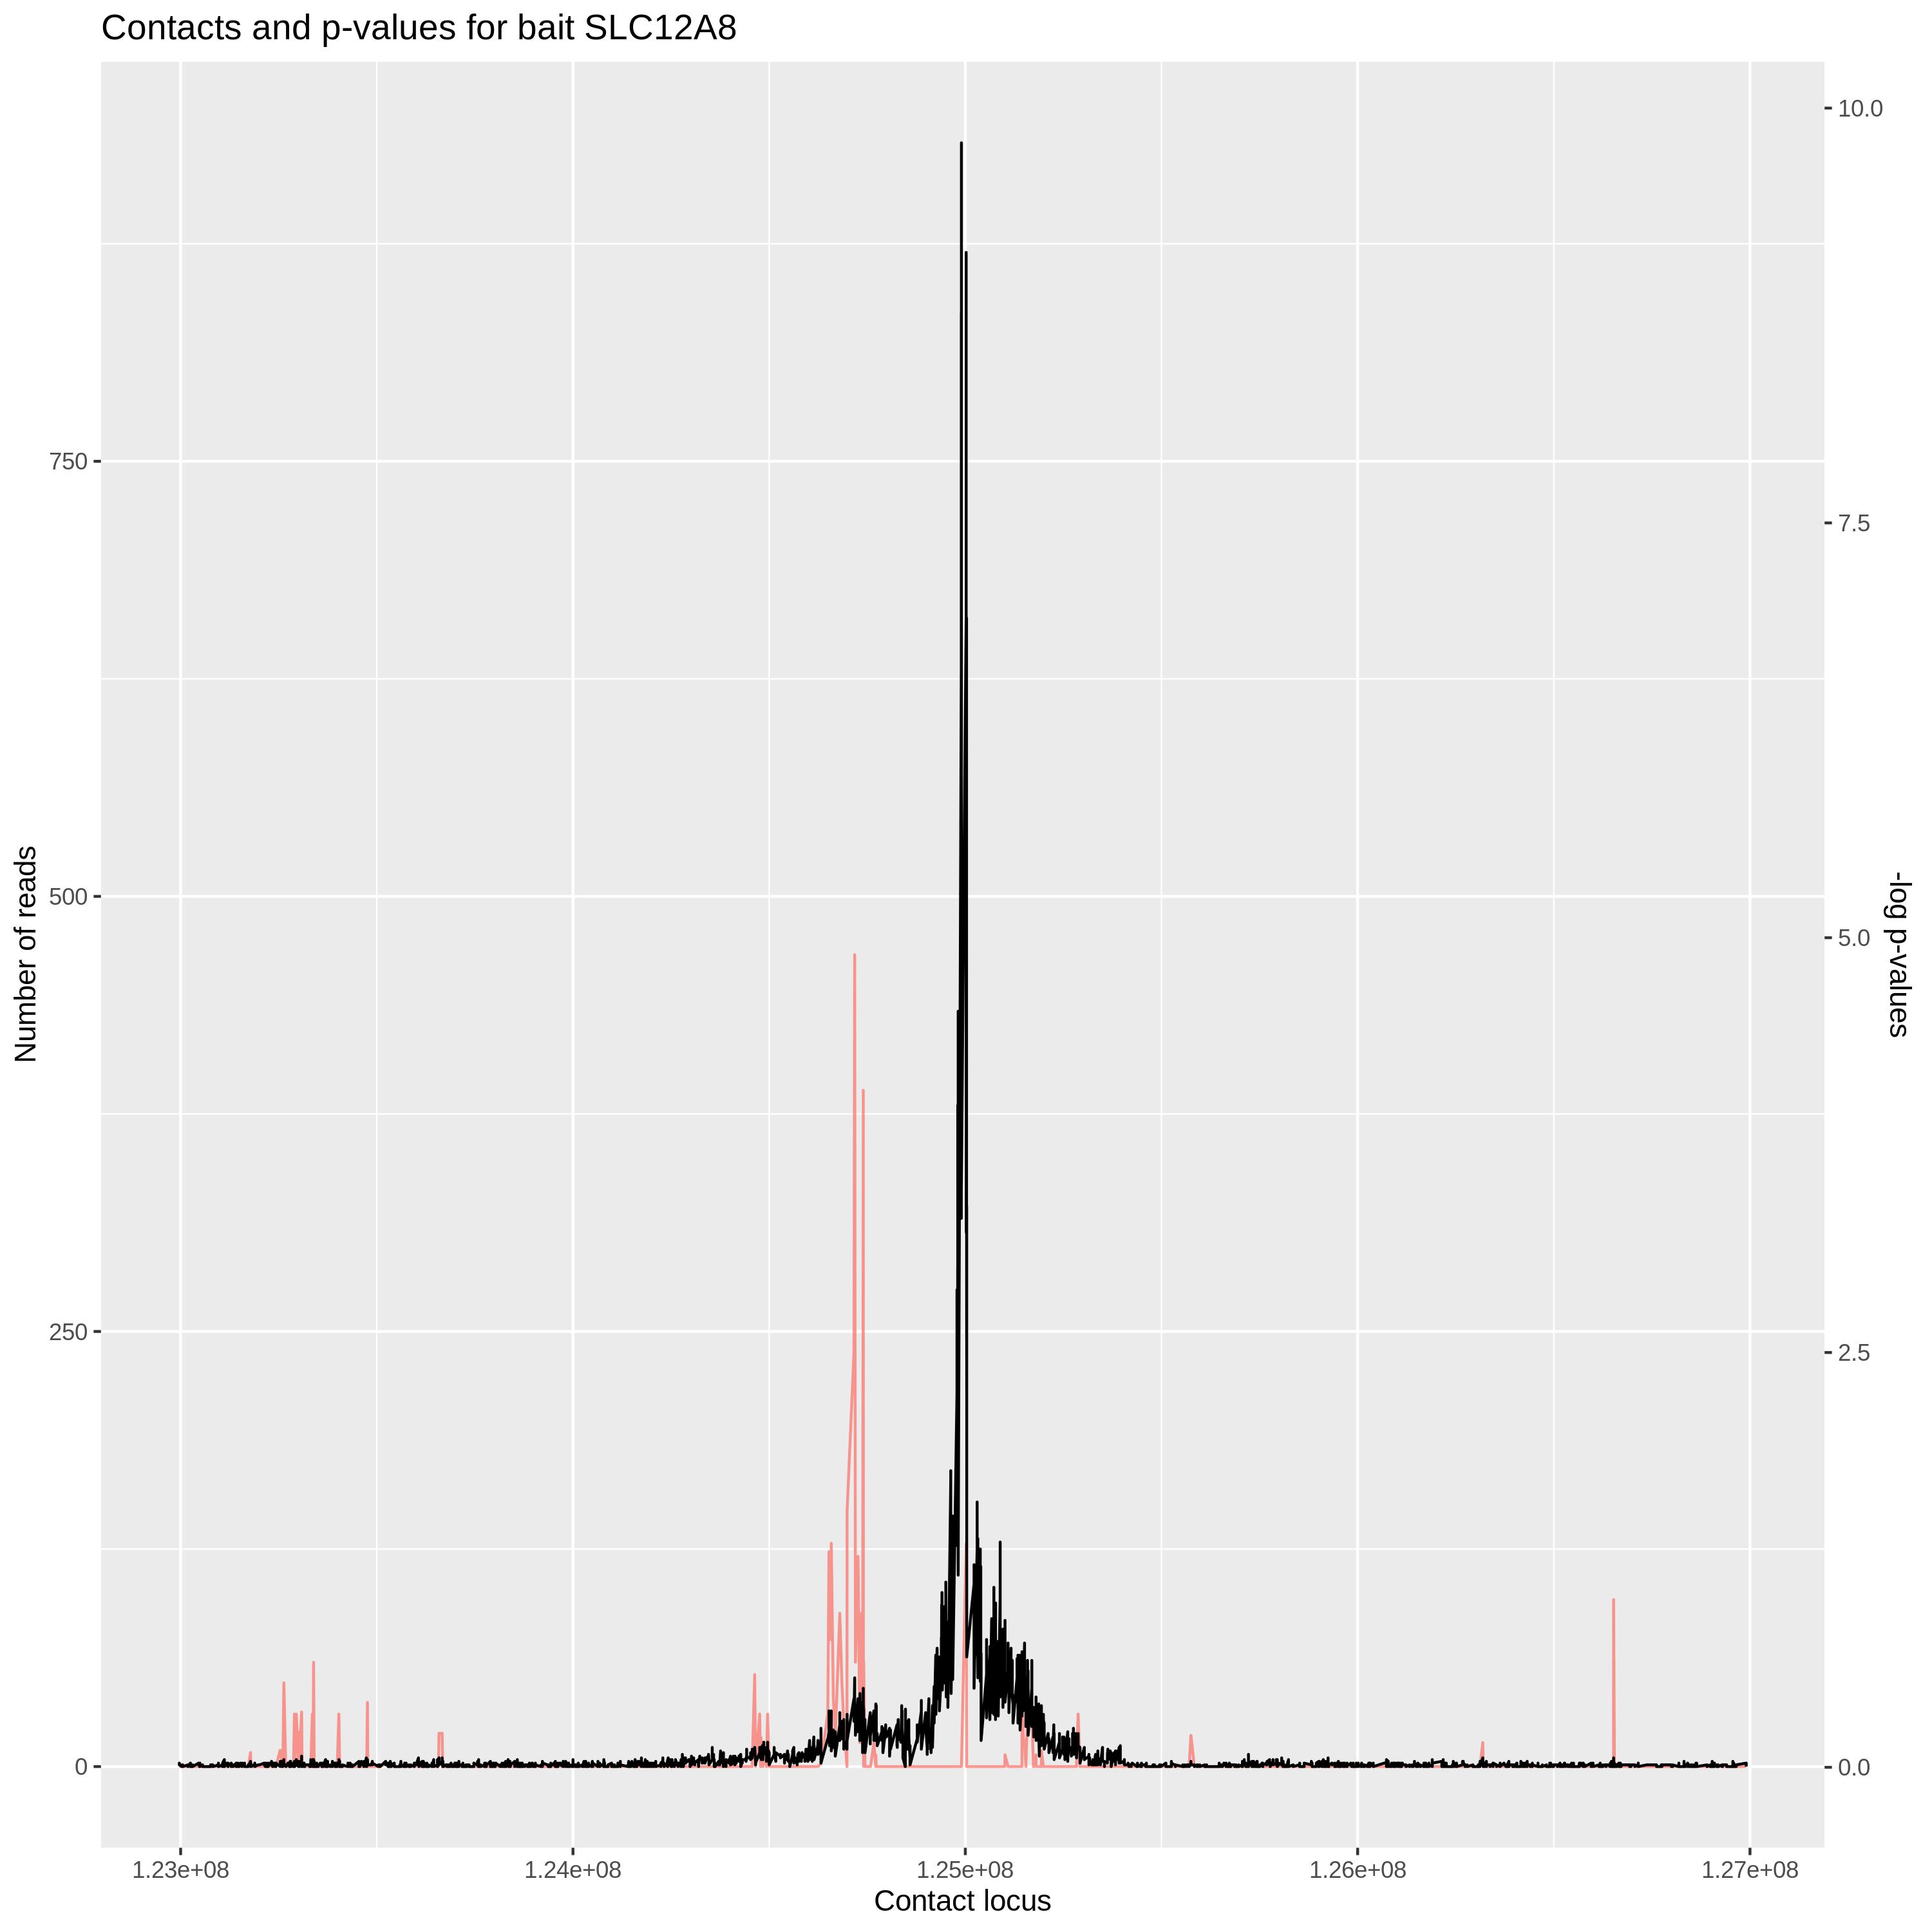 Contacts and p-values for bait SLC12A8
Number of reads
750
500
250
0
10.0
7.5
5.0
2.5
0.0
-log p-values
1.23e+08
1.24e+08
1.25e+08
1.26e+08
1.27e+08
Contact locus